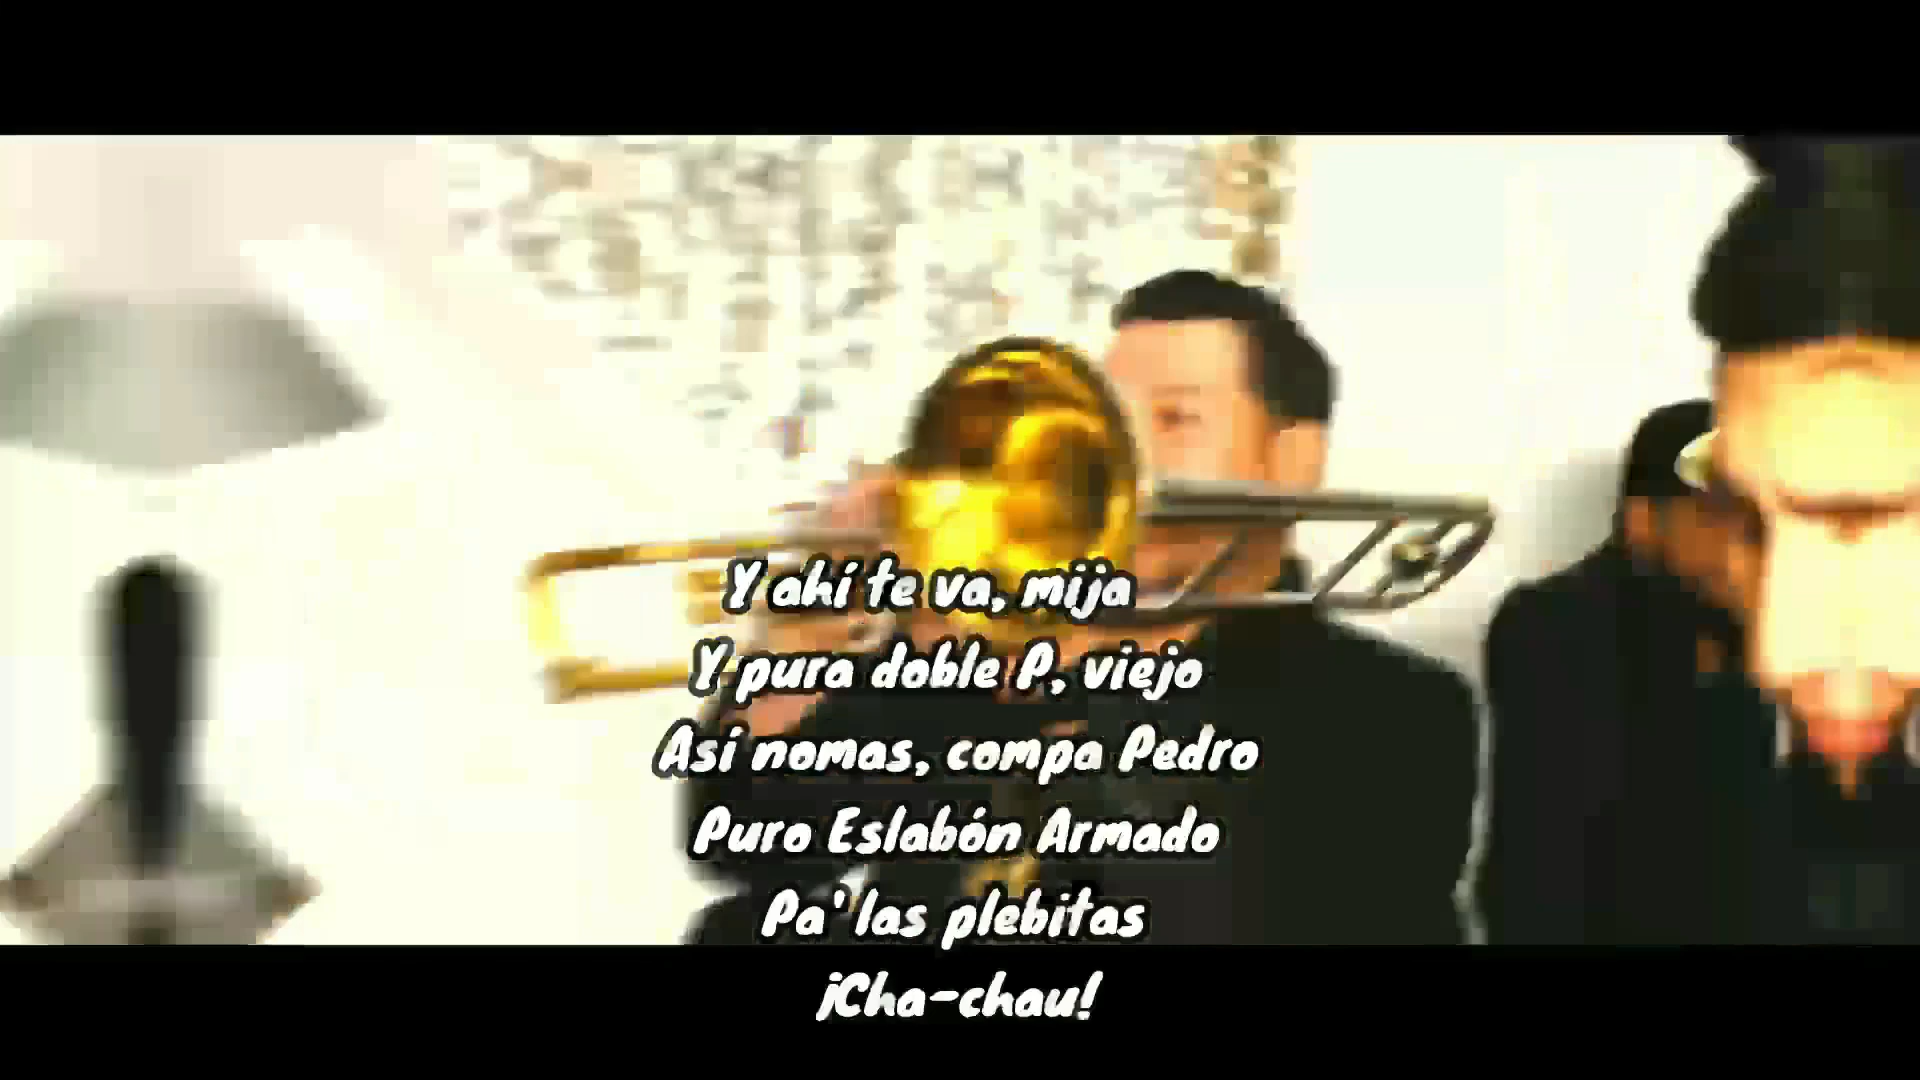 Y ahí te va, mija
Y pura doble P, viejo
Así nomas, compa Pedro
Puro Eslabón Armado
Pa' las plebitas
¡Cha-chau!